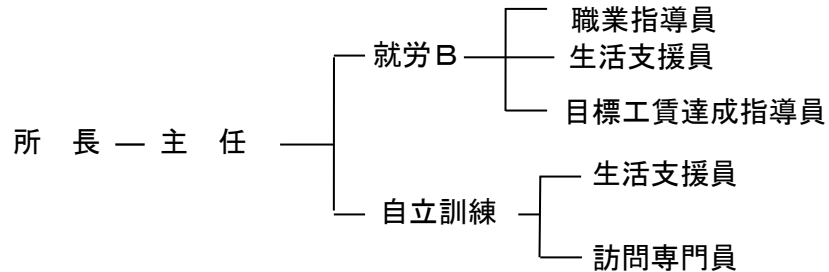 職業指導員
就労B
生活支援員
目標工賃達成指導員
所　長 ― 主　任
生活支援員
自立訓練
訪問専門員